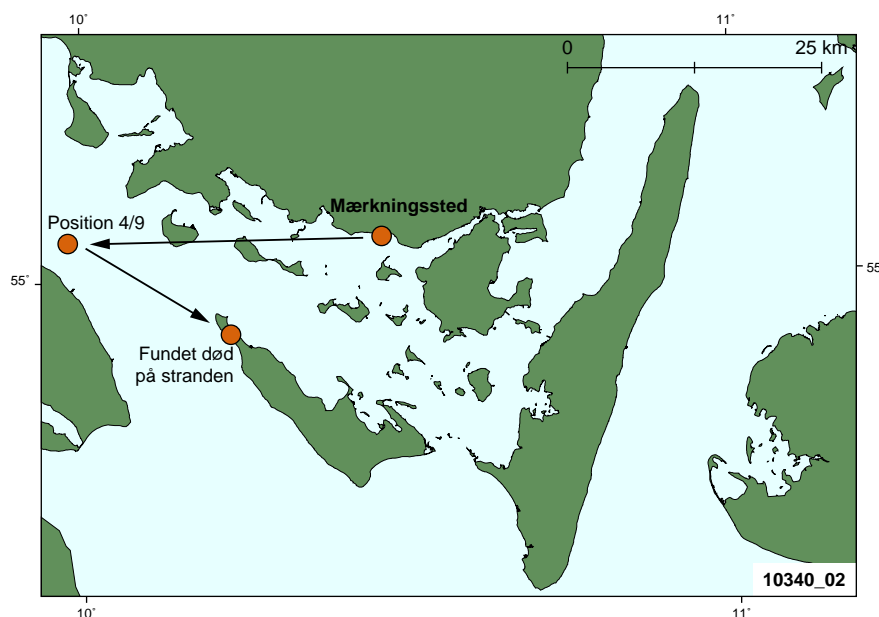 10°
11°
0
25 km
Mærkningssted
Position 4/9
55°
55
Fundet død
på stranden
10340_02
10°
11°